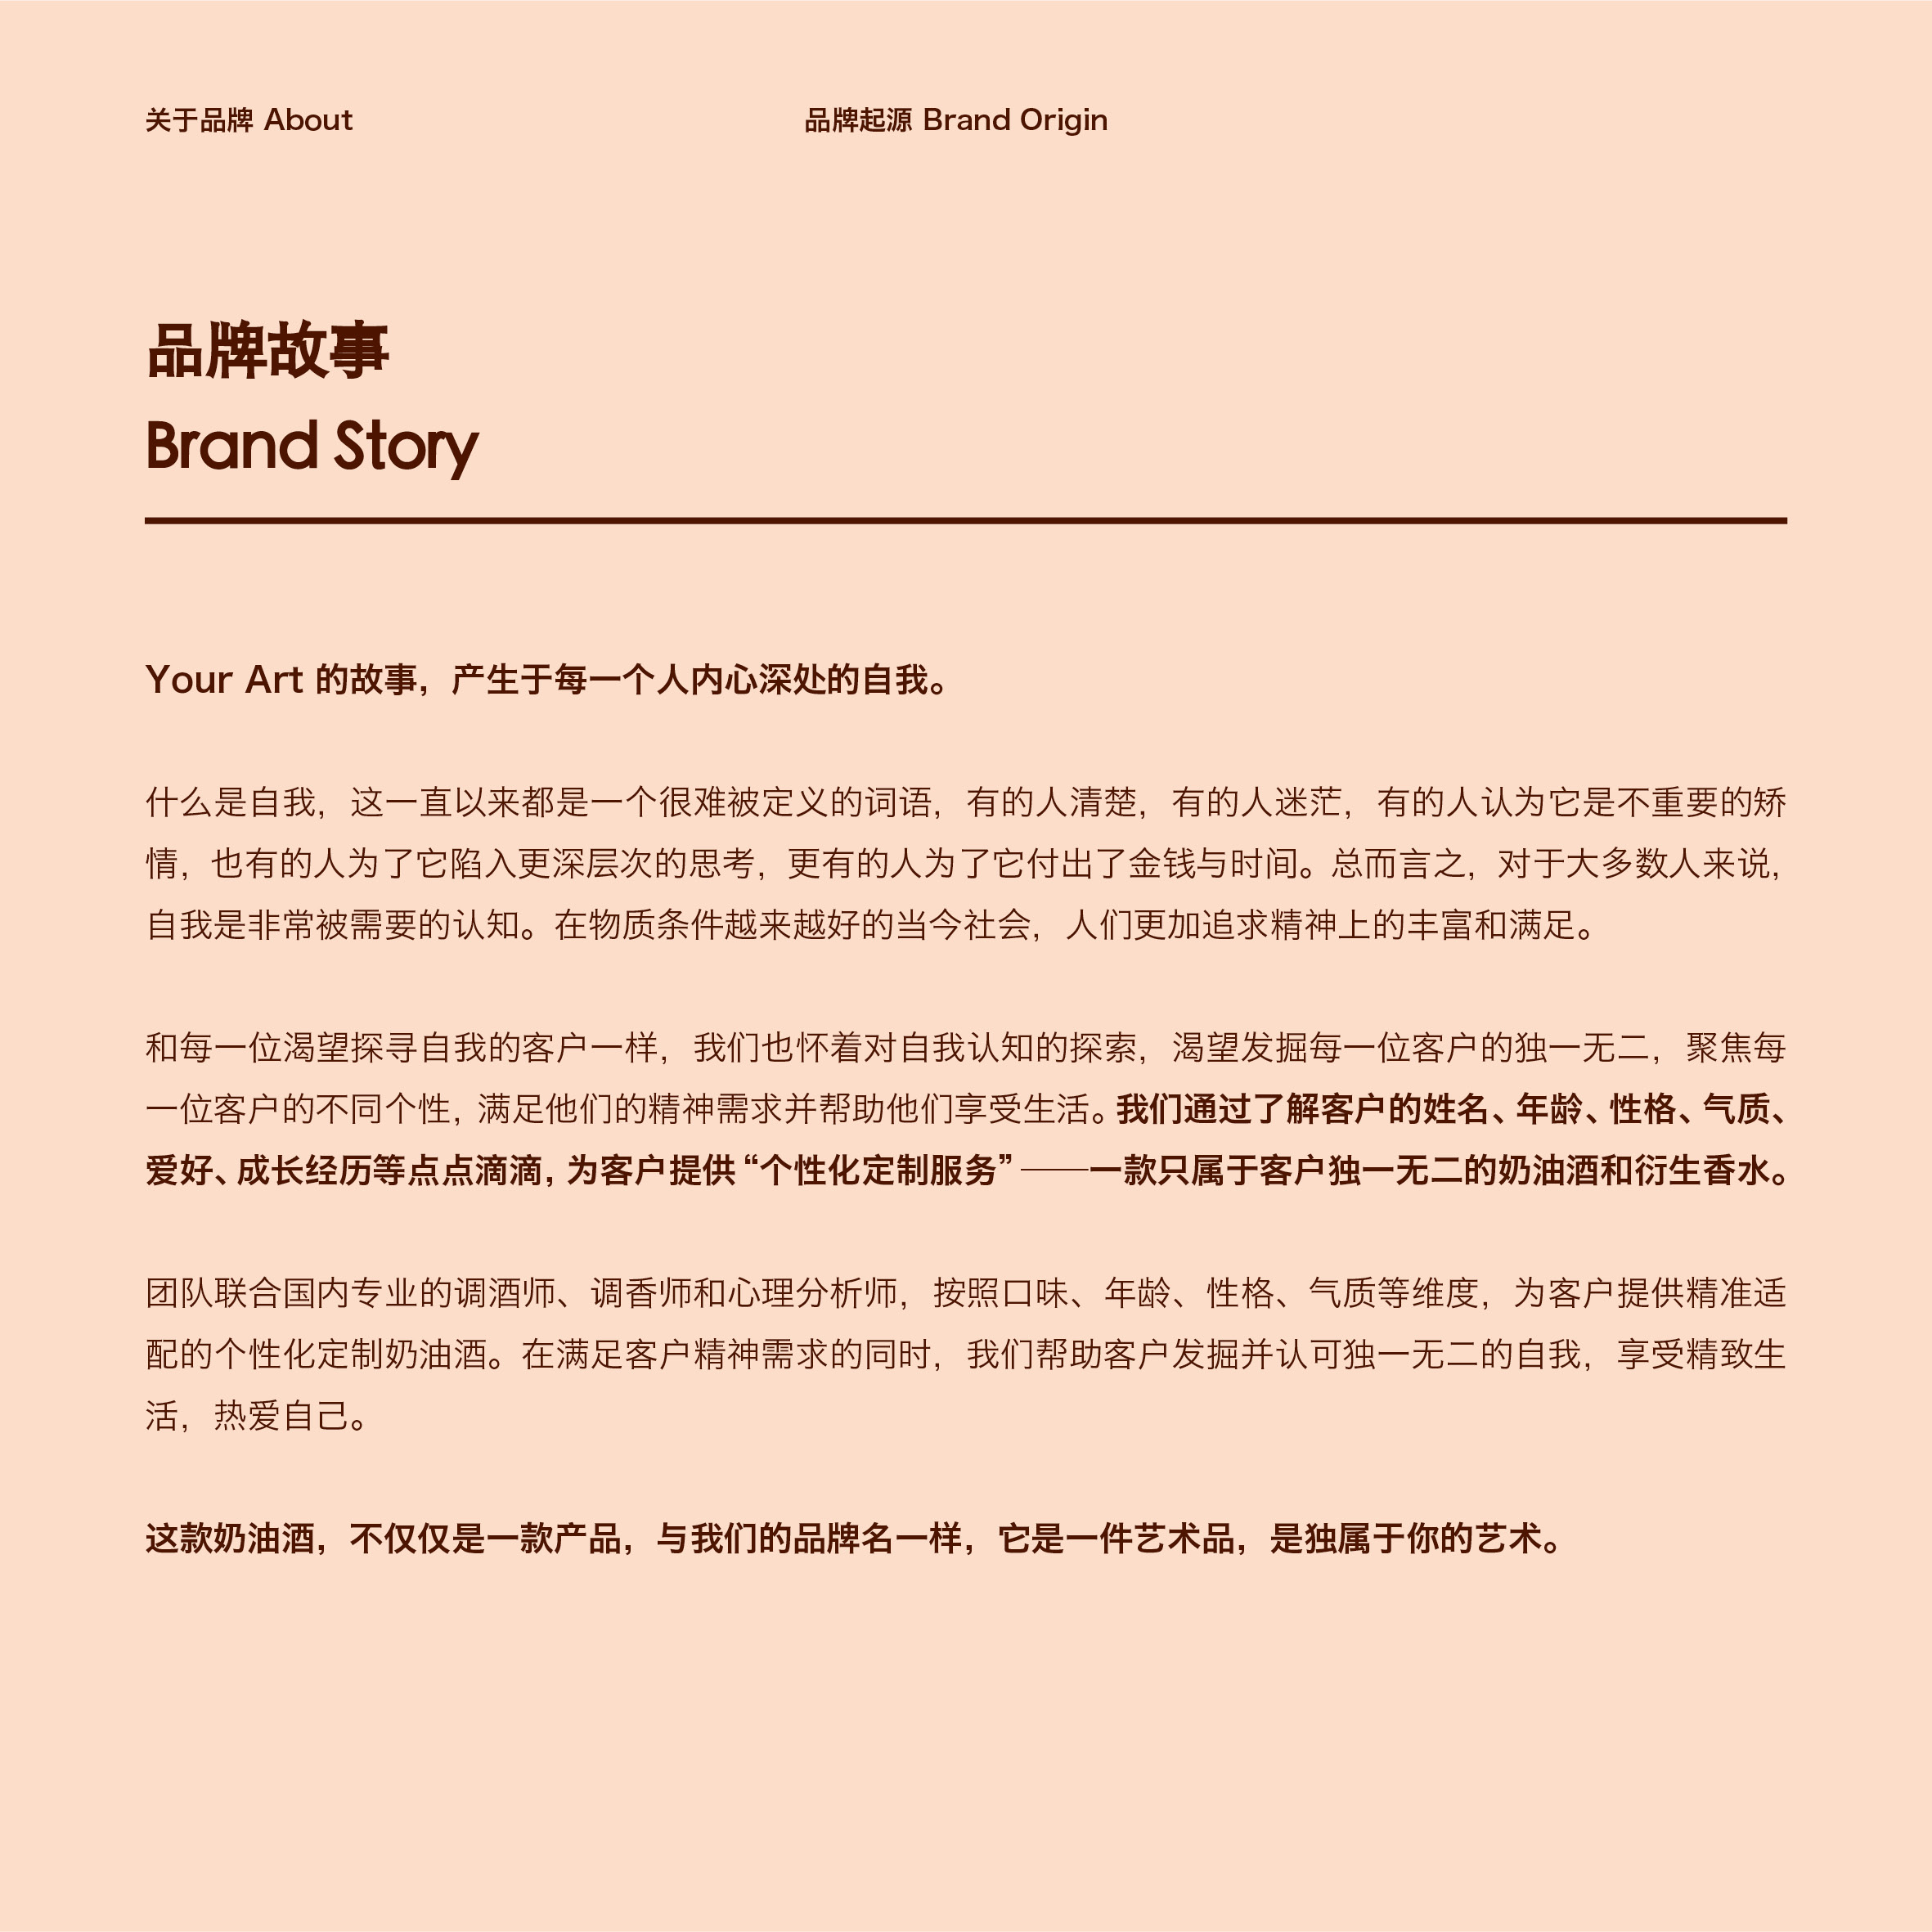 关于品牌 About
品牌起源 Brand Origin
品牌故事
Brand Story
Your Art 的故事，产生于每一个人内心深处的自我。
什么是自我，这一直以来都是一个很难被定义的词语，有的人清楚，有的人迷茫，有的人认为它是不重要的矫
情，也有的人为了它陷入更深层次的思考，更有的人为了它付出了金钱与时间。总而言之，对于大多数人来说，
自我是非常被需要的认知。在物质条件越来越好的当今社会，人们更加追求精神上的丰富和满足。
和每一位渴望探寻自我的客户一样，我们也怀着对自我认知的探索，渴望发掘每一位客户的独一无二，聚焦每
一位客户的不同个性，满足他们的精神需求并帮助他们享受生活。我们通过了解客户的姓名、年龄、性格、气质、
爱好、成长经历等点点滴滴，为客户提供“个性化定制服务”——一款只属于客户独一无二的奶油酒和衍生香水。
团队联合国内专业的调酒师、调香师和心理分析师，按照口味、年龄、性格、气质等维度，为客户提供精准适
配的个性化定制奶油酒。在满足客户精神需求的同时，我们帮助客户发掘并认可独一无二的自我，享受精致生
活，热爱自己。
这款奶油酒，不仅仅是一款产品，与我们的品牌名一样，它是一件艺术品，是独属于你的艺术。